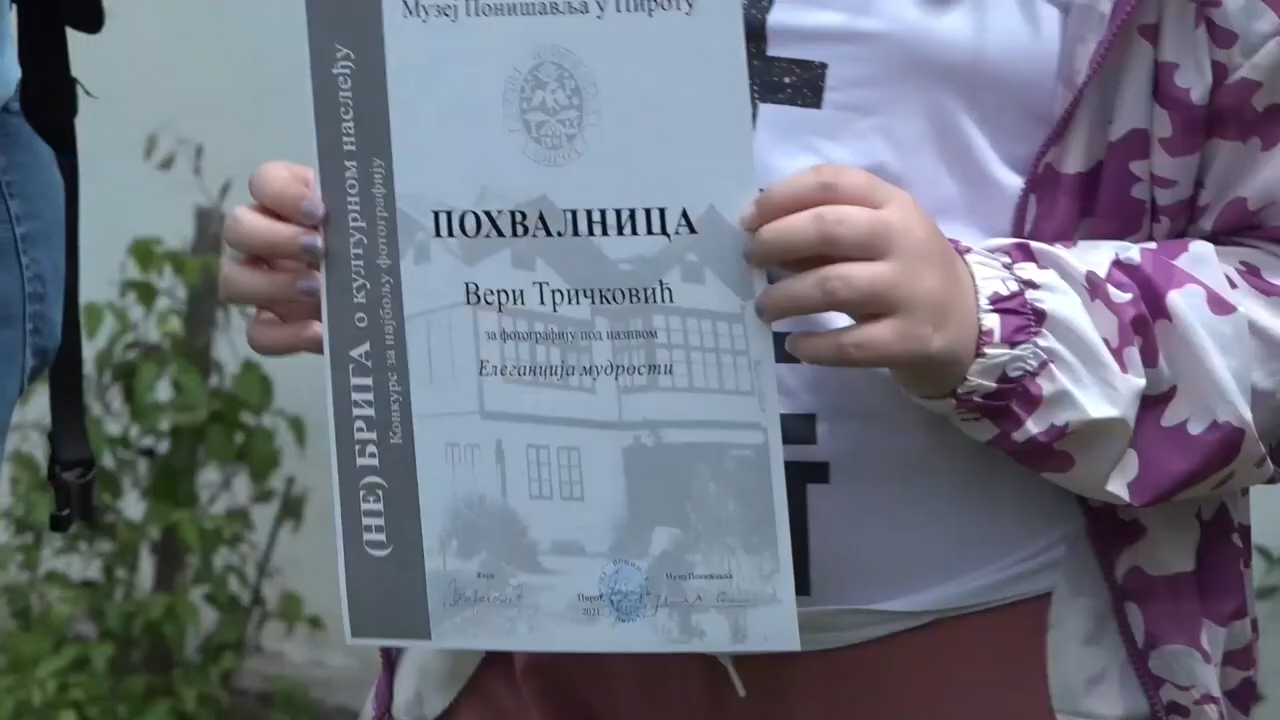 Музеј Понишавља у Пироту
(НЕ) БРИГА о културном наслеђу
Конкурс за најбољу фотографију
ПОХВАЛНИЦА
Вери Тричковић
за фотографију под називом
Елеганција мудрости
Жири
Пирот,
2021.
Музеј Понишавља